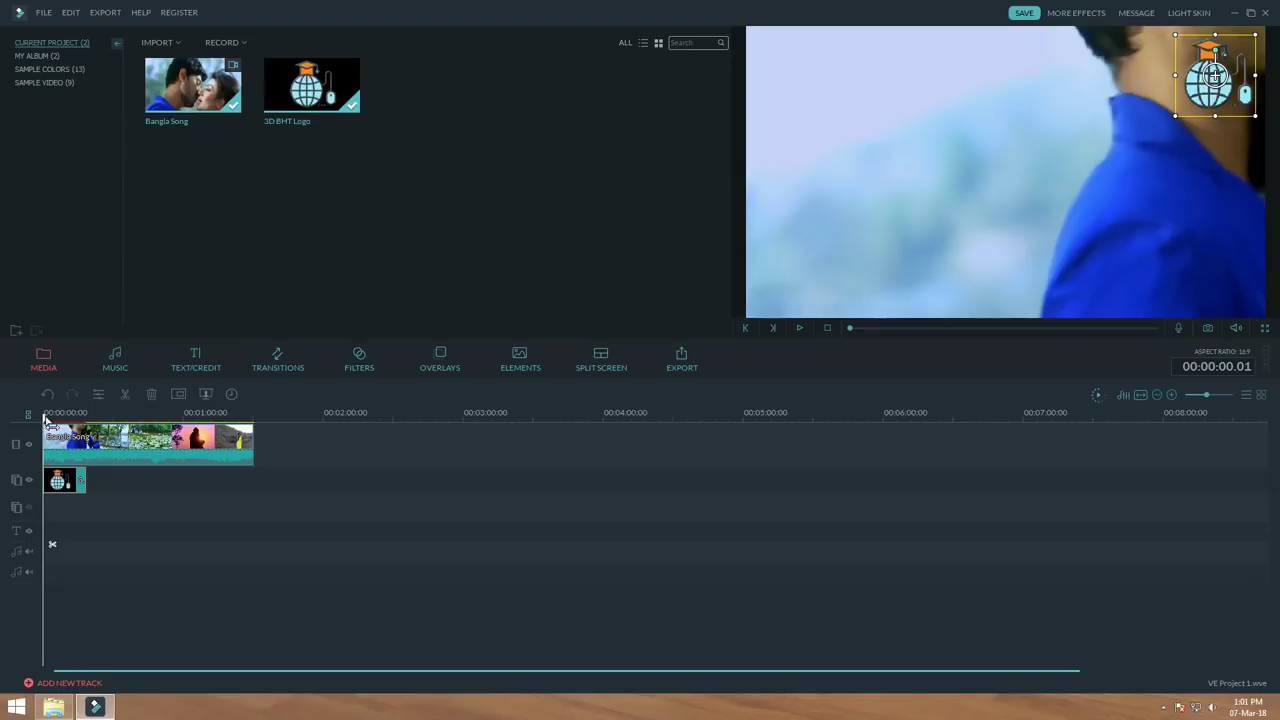 FILE EDIT EXPORT HELP REGISTER SAVE MORE EFFECTS MESSAGE LIGHT SKIN
CURRENT PROJECT (2)
MY ALBUM (2)
SAMPLE COLORS (13)
SAMPLE VIDEO (9)
IMPORT RECORD ALL Search
Bangla Song 3D BHT Logo
MEDIA MUSIC TEXT/CREDIT TRANSITIONS FILTERS OVERLAYS ELEMENTS SPLIT SCREEN EXPORT
ASPECT RATIO: 16:9
00:00:00.01
00:00:00:00 00:01:00:00 00:02:00:00 00:03:00:00 00:04:00:00 00:05:00:00 00:06:00:00 00:07:00:00 00:08:00:00
Bangla Song
ADD NEW TRACK
VE Project 1.wve
1:01 PM
07-Mar-18